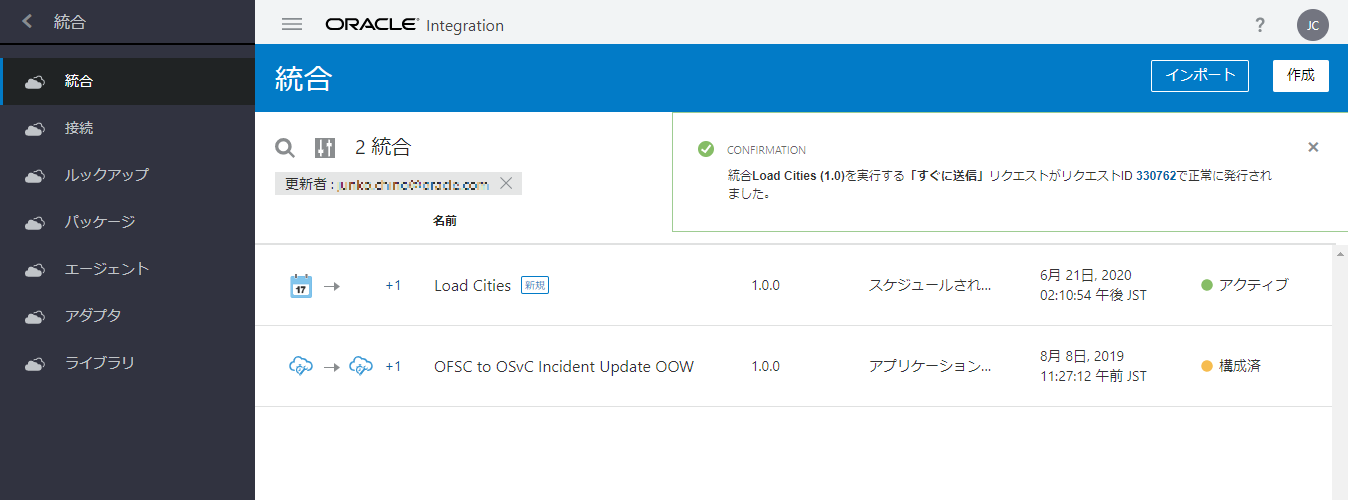 統合
ORACLE® Integration
?
JC
統合
接続
ルックアップ
パッケージ
エージェント
アダプタ
ライブラリ
統合
インポート
作成
2 統合
更新者 :
CONFIRMATION
統合Load Cities (1.0)を実行する「すぐに送信」リクエストがリクエストID 330762で正常に発行され
ました。
名前
17
+1
Load Cities
新規
1.0.0
スケジュールされ...
6月 21日, 2020
02:10:54 午後 JST
アクティブ
+1
OFSC to OSvC Incident Update OOW
1.0.0
アプリケーション...
8月 8日, 2019
11:27:12 午前 JST
構成済